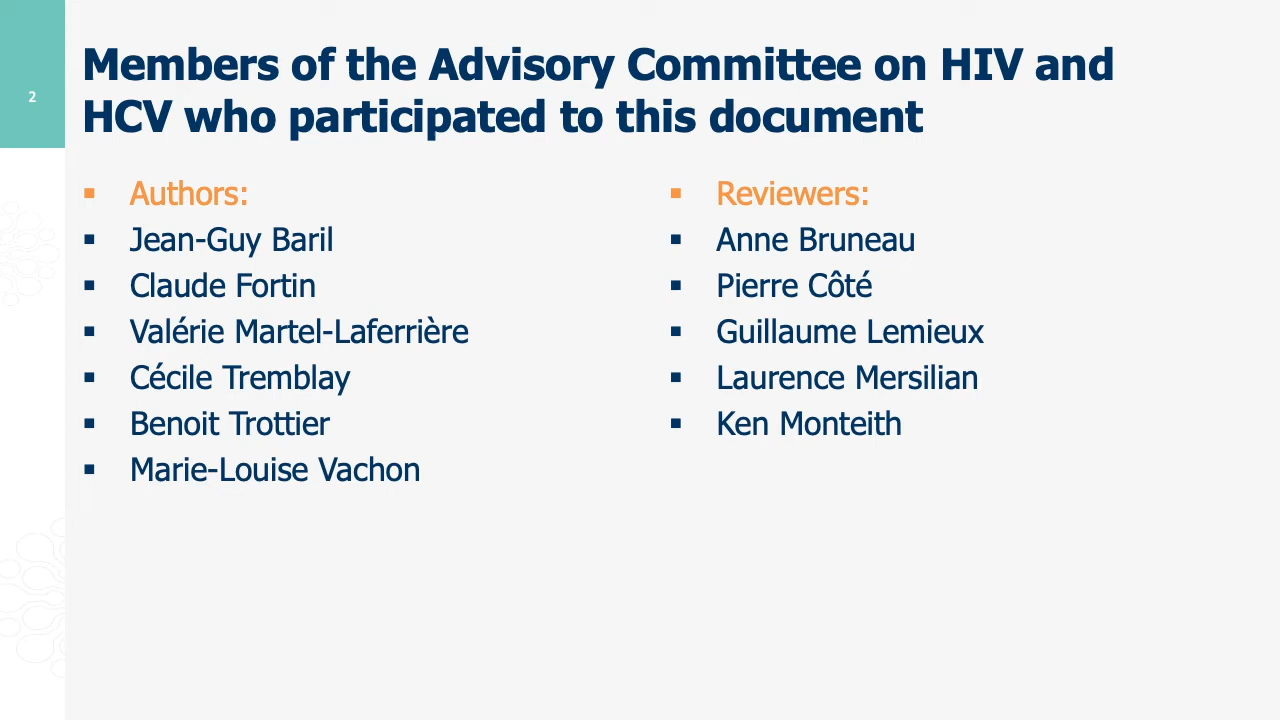 2
Members of the Advisory Committee on HIV and
HCV who participated to this document
▪ Authors:
▪ Jean-Guy Baril
▪ Claude Fortin
▪ Valérie Martel-Laferrière
▪ Cécile Tremblay
▪ Benoit Trottier
▪ Marie-Louise Vachon
▪ Reviewers:
▪ Anne Bruneau
▪ Pierre Côté
▪ Guillaume Lemieux
▪ Laurence Mersilian
▪ Ken Monteith